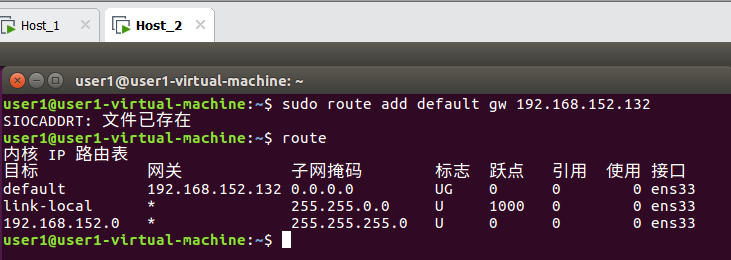 Host_1 × Host_2 ×
user1@user1-virtual-machine: ~
user1@user1-virtual-machine:~$ sudo route add default gw 192.168.152.132
SIOCADDRT: 文件已存在
user1@user1-virtual-machine:~$ route
内核 IP 路由表
目标 网关 子网掩码 标志 跃点 引用 使用 接口
default 192.168.152.132 0.0.0.0 UG 0 0 0 ens33
link-local * 255.255.0.0 U 1000 0 0 ens33
192.168.152.0 * 255.255.255.0 U 0 0 0 ens33
user1@user1-virtual-machine:~$